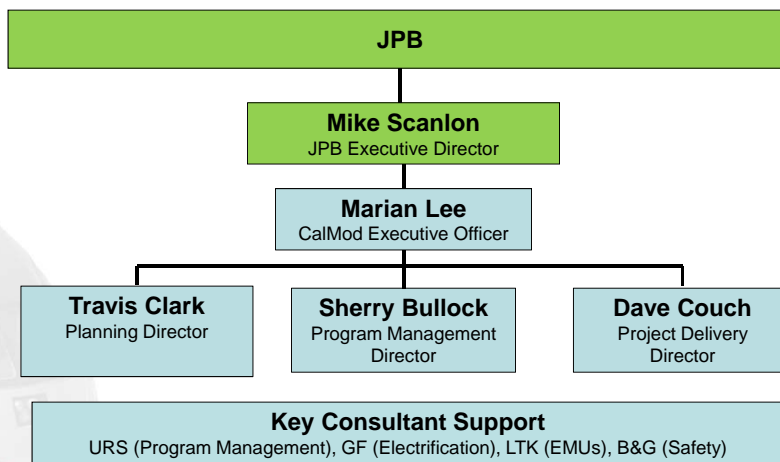 JPB
Mike Scanlon
JPB Executive Director
Marian Lee
CalMod Executive Officer
Travis Clark
Planning Director
Sherry Bullock
Program Management
Director
Dave Couch
Project Delivery
Director
Key Consultant Support
URS (Program Management), GF (Electrification), LTK (EMUs), B&G (Safety)